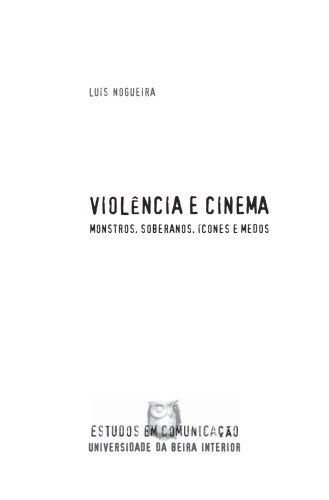 LUÍS NOGUEIRA
VIOLÊNCIA E CINEMA
MONSTROS, SOBERANOS, ÍCONES E MEDOS
ESTUDOS EM COMUNICAÇÃO
UNIVERSIDADE DA BEIRA INTERIOR